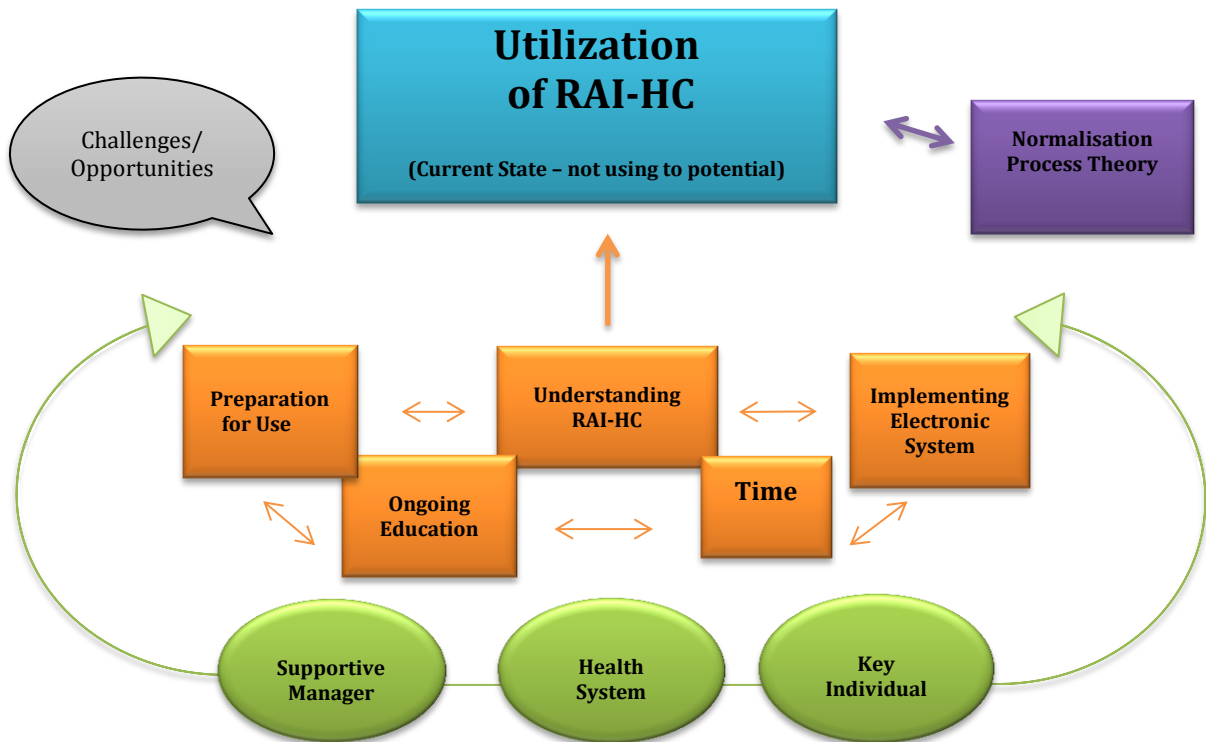 Utilization
of RAI-HC
(Current State – not using to potential)
Challenges/
Opportunities
Normalisation
Process Theory
Preparation
for Use
Understanding
RAI-HC
Implementing
Electronic
System
Ongoing
Education
Time
Supportive
Manager
Health
System
Key
Individual